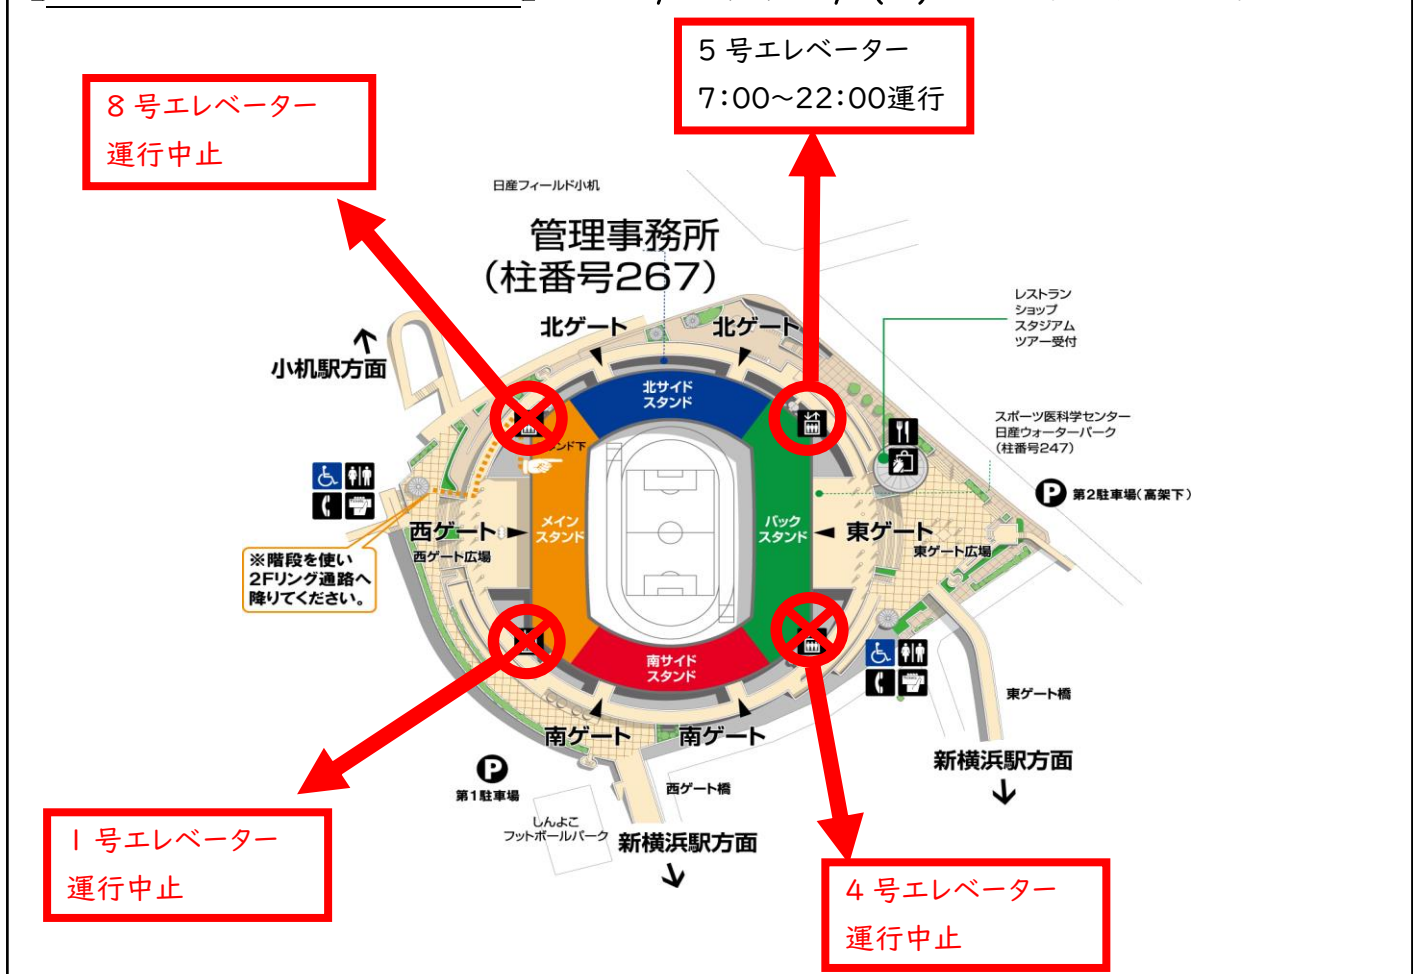 5 号エレベーター
7:00~22:00運行
8 号エレベーター
運行中止
日産フィールド小机
管理事務所
(柱番号267)
北ゲート
北ゲート
レストラン
ショップ
スタジアム
ツアー受付
小机駅方面
北サイド
スタンド
スポーツ医科学センター
日産ウォーターパーク
(柱番号247)
ンド下
P 第2駐車場(高架下)
西ゲート
西ゲート広場
メイン
スタンド
バック
スタンド
東ゲート
東ゲート広場
※階段を使い
2Fリング通路へ
降りてください。
南サイド
スタンド
東ゲート橋
南ゲート
南ゲート
新横浜駅方面
P
第1駐車場
西ゲート橋
しんよこ
フットボールパーク
新横浜駅方面
1 号エレベーター
運行中止
4 号エレベーター
運行中止